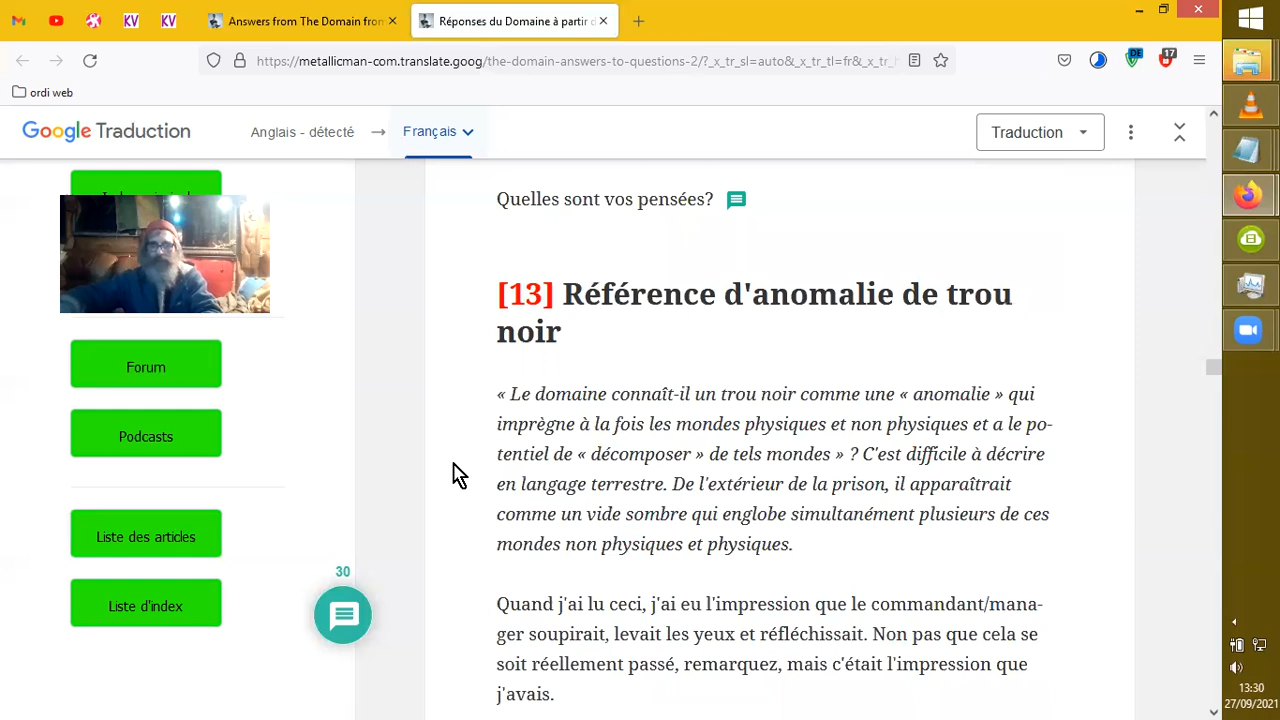 Answers from The Domain fron
Réponses du Domaine à partir d
https://metallicman-com.translate.goog/the-domain-answers-to-questions-2/?_x_tr_sl=auto&_x_tr_tl=fr&_x_tr_h
DE
17
ordi web
Google Traduction
Anglais - détecté
Français
Traduction
Forum
Podcasts
Liste des articles
Liste d'index
30
Quelles sont vos pensées?
[13] Référence d'anomalie de trou
noir
« Le domaine connaît-il un trou noir comme une « anomalie » qui
imprègne à la fois les mondes physiques et non physiques et a le po-
tentiel de « décomposer » de tels mondes » ? C'est difficile à décrire
en langage terrestre. De l'extérieur de la prison, il apparaîtrait
comme un vide sombre qui englobe simultanément plusieurs de ces
mondes non physiques et physiques.
Quand j'ai lu ceci, j'ai eu l'impression que le commandant/mana-
ger soupirait, levait les yeux et réfléchissait. Non pas que cela se
soit réellement passé, remarquez, mais c'était l'impression que
j'avais.
13:30
27/09/2021